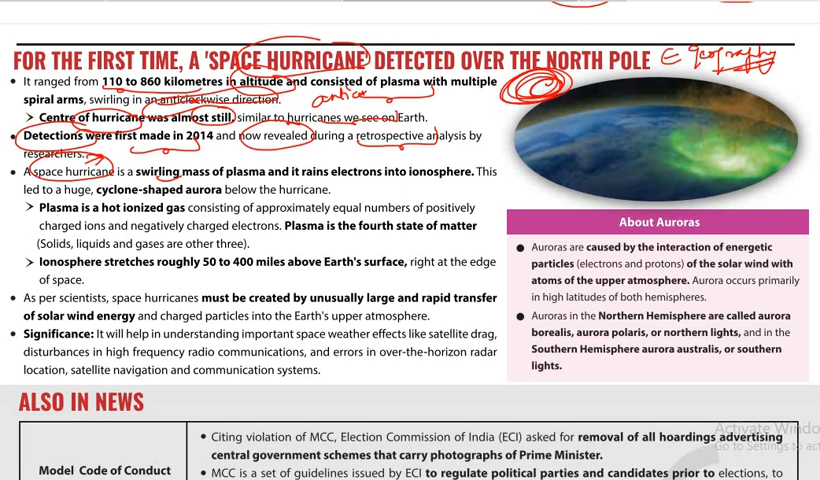 FOR THE FIRST TIME, A 'SPACE HURRICANE' DETECTED OVER THE NORTH POLE
Geography
• It ranged from 110 to 860 kilometres in altitude and consisted of plasma with multiple
spiral arms, swirling in an anticlockwise direction.
➢ Centre of hurricane was almost still, similar to hurricanes we see on Earth.
• Detections were first made in 2014 and now revealed during a retrospective analysis by
researchers.
• A space hurricane is a swirling mass of plasma and it rains electrons into ionosphere. This
led to a huge, cyclone-shaped aurora below the hurricane.
➢ Plasma is a hot ionized gas consisting of approximately equal numbers of positively
charged ions and negatively charged electrons. Plasma is the fourth state of matter
(Solids, liquids and gases are other three).
➢ Ionosphere stretches roughly 50 to 400 miles above Earth's surface, right at the edge
of space.
• As per scientists, space hurricanes must be created by unusually large and rapid transfer
of solar wind energy and charged particles into the Earth's upper atmosphere.
• Significance: It will help in understanding important space weather effects like satellite drag,
disturbances in high frequency radio communications, and errors in over-the-horizon radar
location, satellite navigation and communication systems.
About Auroras
● Auroras are caused by the interaction of energetic
particles (electrons and protons) of the solar wind with
atoms of the upper atmosphere. Aurora occurs primarily
in high latitudes of both hemispheres.
● Auroras in the Northern Hemisphere are called aurora
borealis, aurora polaris, or northern lights, and in the
Southern Hemisphere aurora australis, or southern
lights.
ALSO IN NEWS
Model Code of Conduct
• Citing violation of MCC, Election Commission of India (ECI) asked for removal of all hoardings advertising
central government schemes that carry photographs of Prime Minister.
• MCC is a set of guidelines issued by ECI to regulate political parties and candidates prior to elections, to
Activate Windo
Go to Settings to act